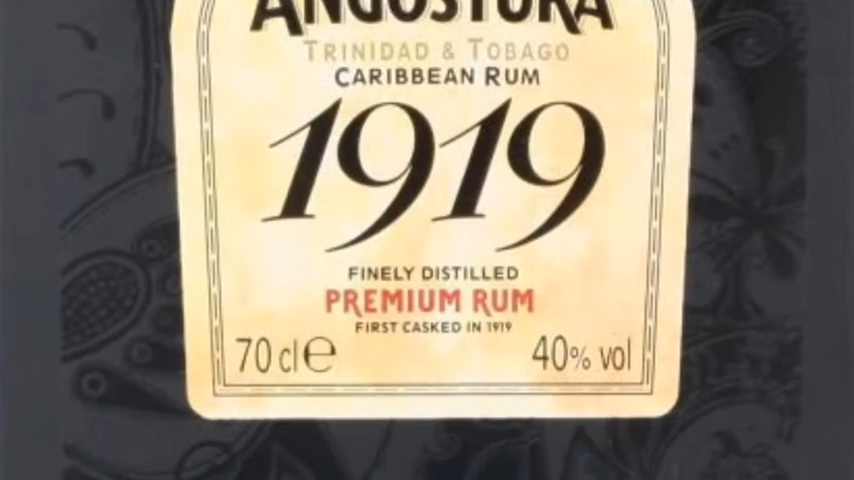 ANGOSTURA
TRINIDAD & TOBAGO
CARIBBEAN RUM
1919
FINELY DISTILLED
PREMIUM RUM
FIRST CASKED IN 1919
70 cl e 40% vol